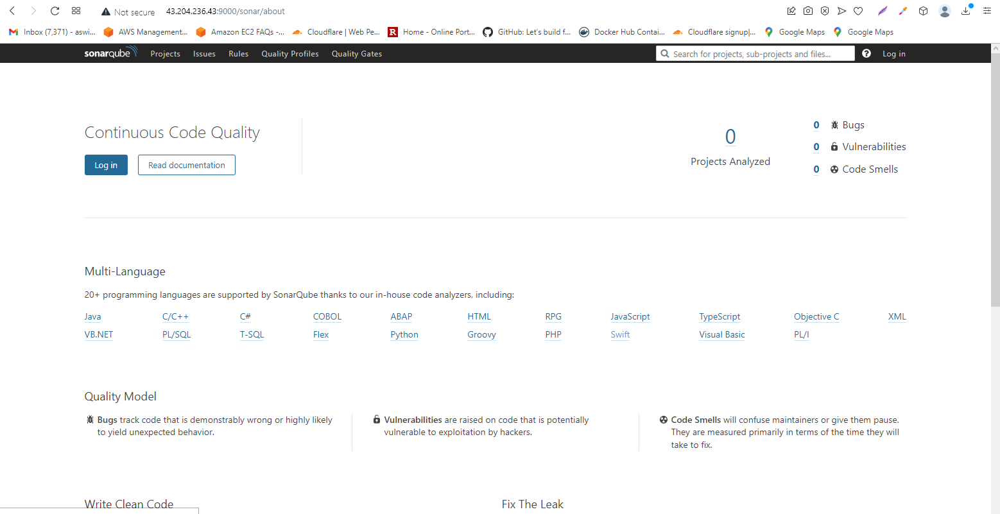 Not secure 43.204.236.43:9000/sonar/about
Inbox (7,371) - aswi... AWS Management... Amazon EC2 FAQs -... Cloudflare | Web Pe... R Home - Online Port... GitHub: Let's build f... Docker Hub Contai... Cloudflare signup|... Google Maps Google Maps
sonarqube Projects Issues Rules Quality Profiles Quality Gates Search for projects, sub-projects and files... ? Log in
Continuous Code Quality
Log in Read documentation
0
Projects Analyzed
0 Bugs
0 Vulnerabilities
0 Code Smells
Multi-Language
20+ programming languages are supported by SonarQube thanks to our in-house code analyzers, including:
Java C/C++ C# COBOL ABAP HTML RPG JavaScript TypeScript Objective C XML
VB.NET PL/SQL T-SQL Flex Python Groovy PHP Swift Visual Basic PL/I
Quality Model
Bugs track code that is demonstrably wrong or highly likely
to yield unexpected behavior.
Vulnerabilities are raised on code that is potentially
vulnerable to exploitation by hackers.
Code Smells will confuse maintainers or give them pause.
They are measured primarily in terms of the time they will
take to fix.
Write Clean Code Fix The Leak